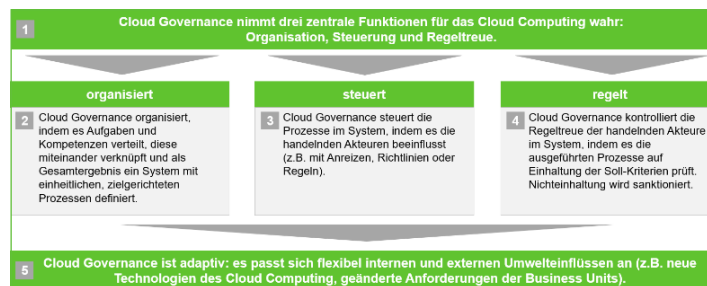 1
Cloud Governance nimmt drei zentrale Funktionen für das Cloud Computing wahr:
Organisation, Steuerung und Regeltreue.
organisiert
2
Cloud Governance organisiert,
indem es Aufgaben und
Kompetenzen verteilt, diese
miteinander verknüpft und als
Gesamtergebnis ein System mit
einheitlichen, zielgerichteten
Prozessen definiert.
steuert
3
Cloud Governance steuert die
Prozesse im System, indem es die
handelnden Akteuren beeinflusst
(z.B. mit Anreizen, Richtlinien oder
Regeln).
regelt
4
Cloud Governance kontrolliert die
Regeltreue der handelnden Akteure
im System, indem es die
ausgeführten Prozesse auf
Einhaltung der Soll-Kriterien prüft.
Nichteinhaltung wird sanktioniert.
5
Cloud Governance ist adaptiv: es passt sich flexibel internen und externen Umwelteinflüssen an (z.B. neue
Technologien des Cloud Computing, geänderte Anforderungen der Business Units).